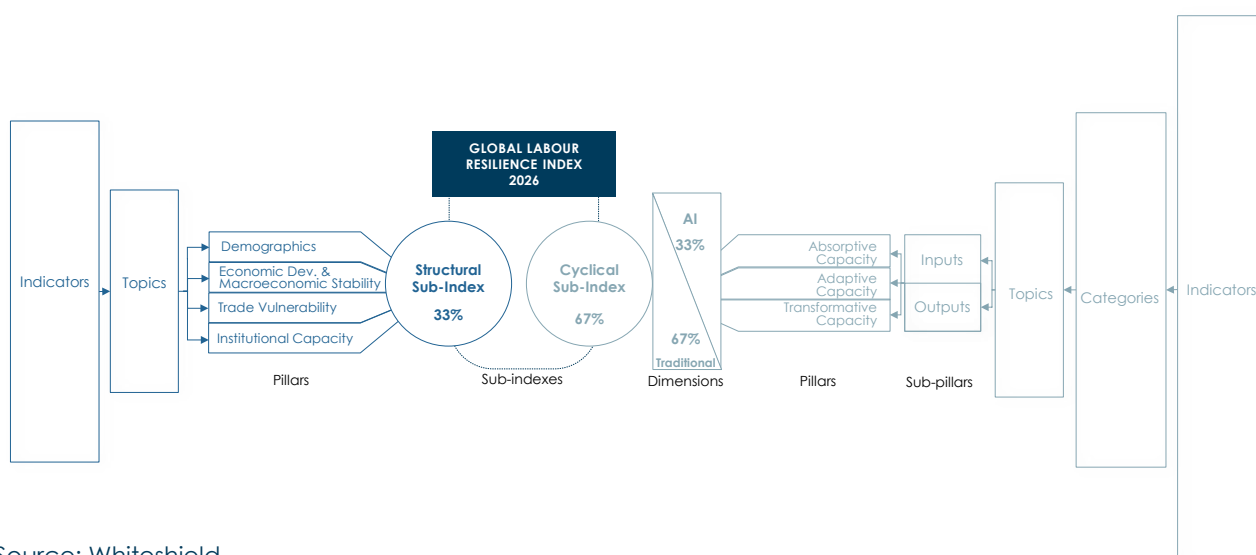 GLOBAL LABOUR
RESILIENCE INDEX
2026
Indicators
Topics
Demographics
Economic Dev. &
Macroeconomic Stability
Trade Vulnerability
Institutional Capacity
Pillars
Structural
Sub-Index
33%
Cyclical
Sub-Index
67%
Sub-indexes
AI
33%
67%
Traditional
Dimensions
Absorptive
Capacity
Adaptive
Capacity
Transformative
Capacity
Pillars
Inputs
Outputs
Sub-pillars
Topics
Categories
Indicators
Source: Whiteshield